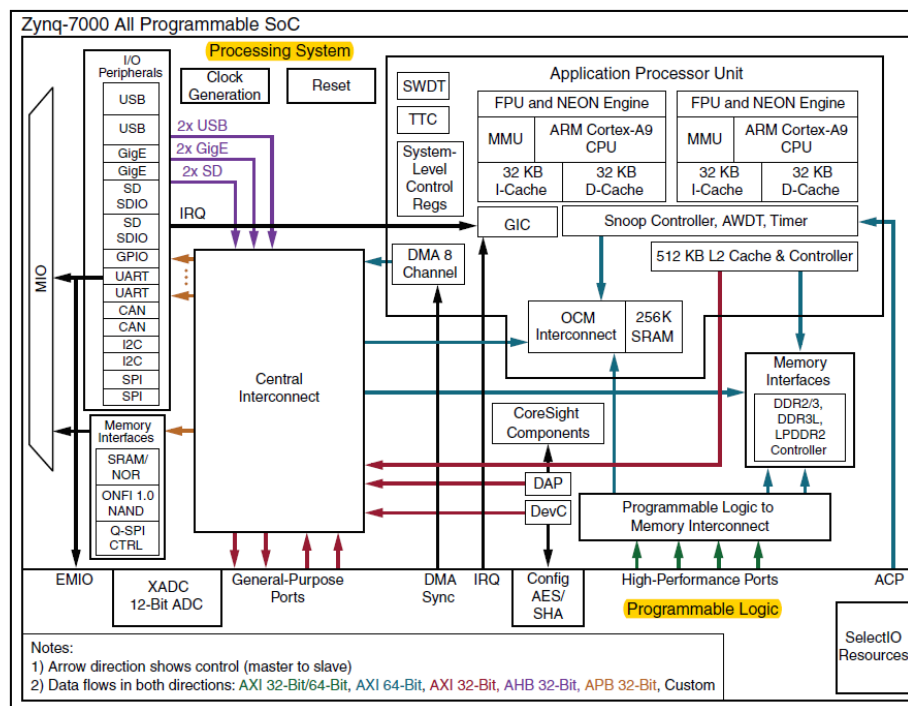 Zynq-7000 All Programmable SoC
Processing System
I/O
Peripherals
USB
USB
GigE
GigE
SD
SDIO
SD
SDIO
GPIO
UART
UART
CAN
CAN
I2C
I2C
SPI
SPI
MIO
Memory
Interfaces
SRAM/
NOR
ONFI 1.0
NAND
Q-SPI
CTRL
Clock
Generation
Reset
2x USB
2x GigE
2x SD
IRQ
Central
Interconnect
Application Processor Unit
SWDT
TTC
System-
Level
Control
Regs
FPU and NEON Engine
MMU
ARM Cortex-A9
CPU
32 KB
I-Cache
32 KB
D-Cache
FPU and NEON Engine
MMU
ARM Cortex-A9
CPU
32 KB
I-Cache
32 KB
D-Cache
GIC
Snoop Controller, AWDT, Timer
DMA 8
Channel
512 KB L2 Cache & Controller
OCM
Interconnect
256K
SRAM
Memory
Interfaces
DDR2/3,
DDR3L,
LPDDR2
Controller
CoreSight
Components
DAP
DevC
Programmable Logic to
Memory Interconnect
EMIO
XADC
12-Bit ADC
General-Purpose
Ports
DMA
Sync
IRQ
Config
AES/
SHA
High-Performance Ports
ACP
Programmable Logic
SelectIO
Resources
Notes:
1) Arrow direction shows control (master to slave)
2) Data flows in both directions: AXI 32-Bit/64-Bit, AXI 64-Bit, AXI 32-Bit, AHB 32-Bit, APB 32-Bit, Custom